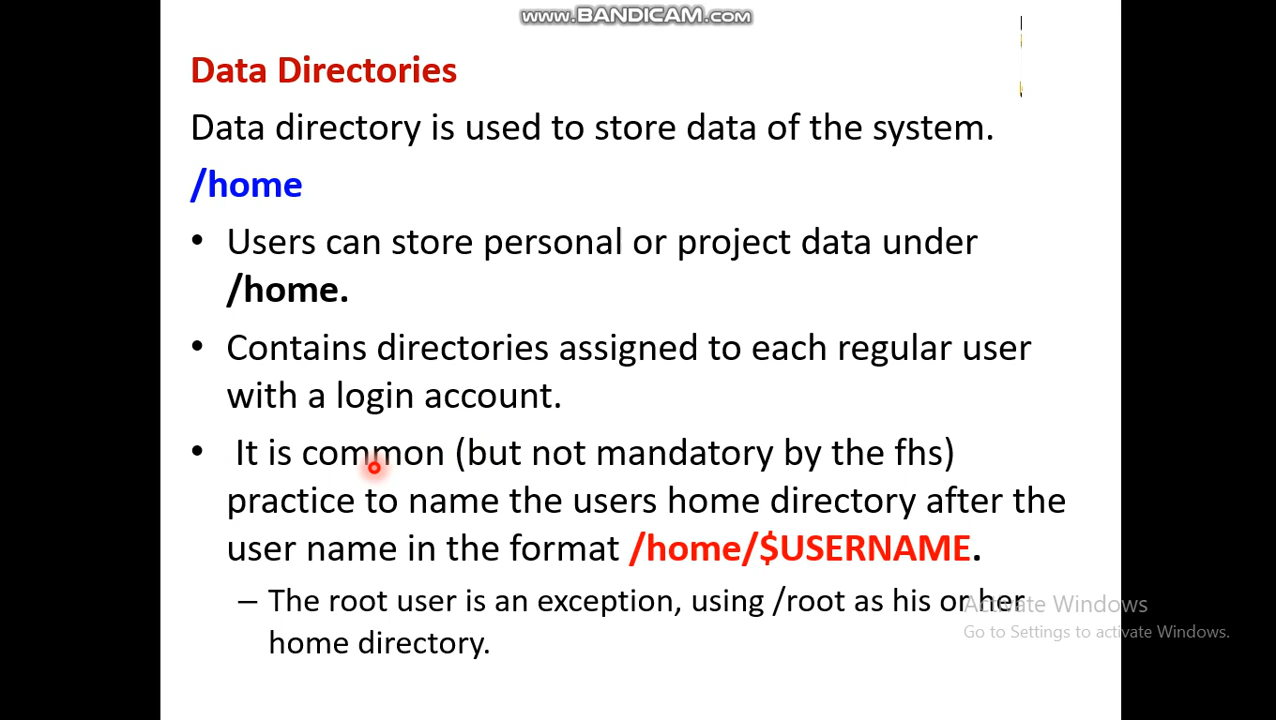 www.BANDICAM.com
Data Directories
Data directory is used to store data of the system.
/home
• Users can store personal or project data under
/home.
• Contains directories assigned to each regular user
with a login account.
• It is common (but not mandatory by the fhs)
practice to name the users home directory after the
user name in the format /home/$USERNAME.
– The root user is an exception, using /root as his or her
home directory.
Activate Windows
Go to Settings to activate Windows.